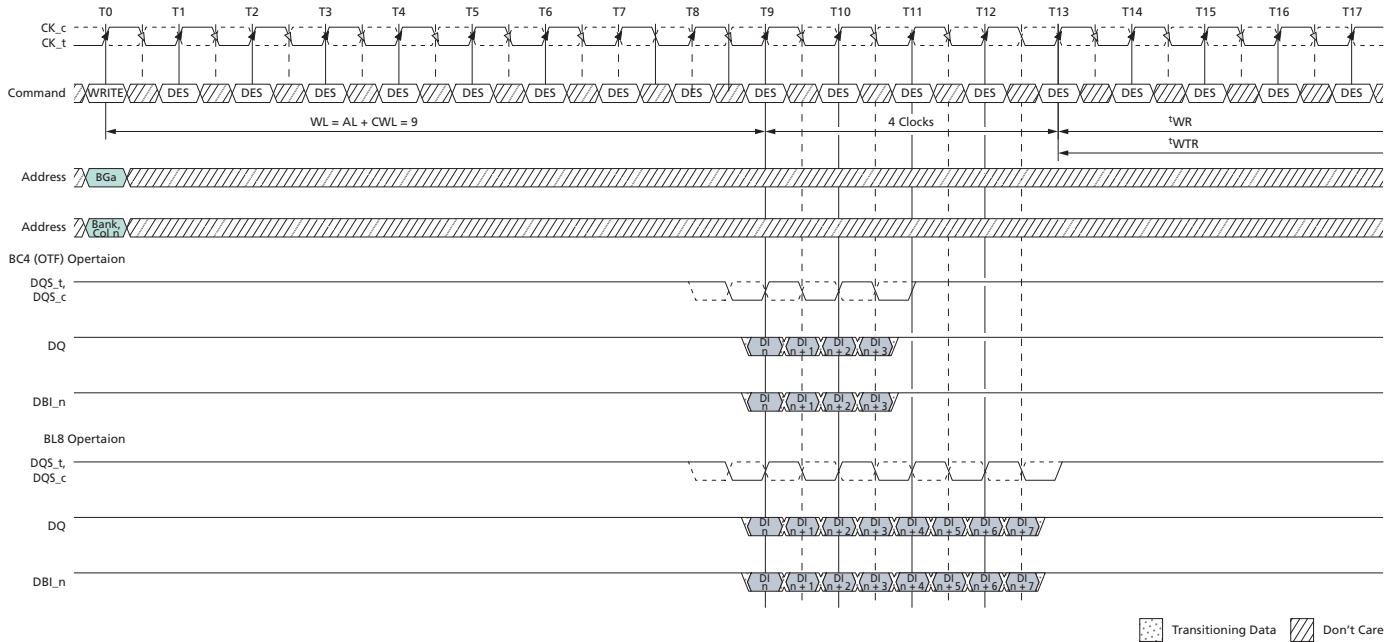 T0 T1 T2 T3 T4 T5 T6 T7 T8 T9 T10 T11 T12 T13 T14 T15 T16 T17
CK_c
CK_t
Command WRITE DES DES DES DES DES DES DES DES DES DES DES DES DES DES DES DES DES
WL = AL + CWL = 9 4 Clocks tWR
tWTR
Address BGa
Address Bank, Col n
BC4 (OTF) Opertaion
DQS_t,
DQS_c
DQ DI n DI n + 1 DI n + 2 DI n + 3
DBI_n DI n DI n + 1 DI n + 2 DI n + 3
BL8 Opertaion
DQS_t,
DQS_c
DQ DI n DI n + 1 DI n + 2 DI n + 3 DI n + 4 DI n + 5 DI n + 6 DI n + 7
DBI_n DI n DI n + 1 DI n + 2 DI n + 3 DI n + 4 DI n + 5 DI n + 6 DI n + 7
Transitioning Data Don't Care